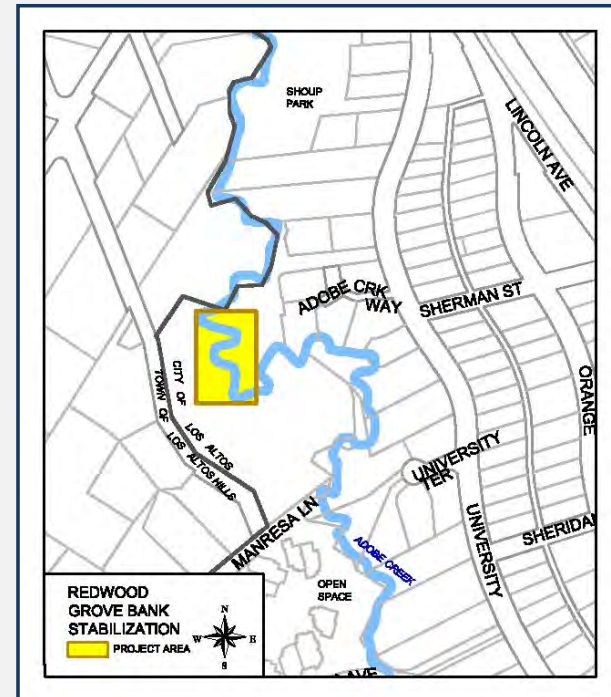 SHOUP
PARK
LINCOLN AVE
ADOBE CRK
WAY
SHERMAN ST
ORANGE
CITY OF
LOS ALTOS
TOWN OF
LOS ALTOS HILLS
UNIVERSITY
TER
UNIVERSITY
MANRESA LN
SHERIDAN
ADOBE CREEK
OPEN
SPACE
AVE
REDWOOD
GROVE BANK
STABILIZATION
PROJECT AREA
N
W E
S